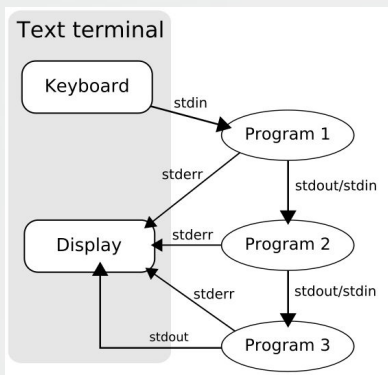 Text terminal
Keyboard
stdin
Program 1
stderr
stdout/stdin
Display
stderr
Program 2
stderr
stdout/stdin
stdout
Program 3